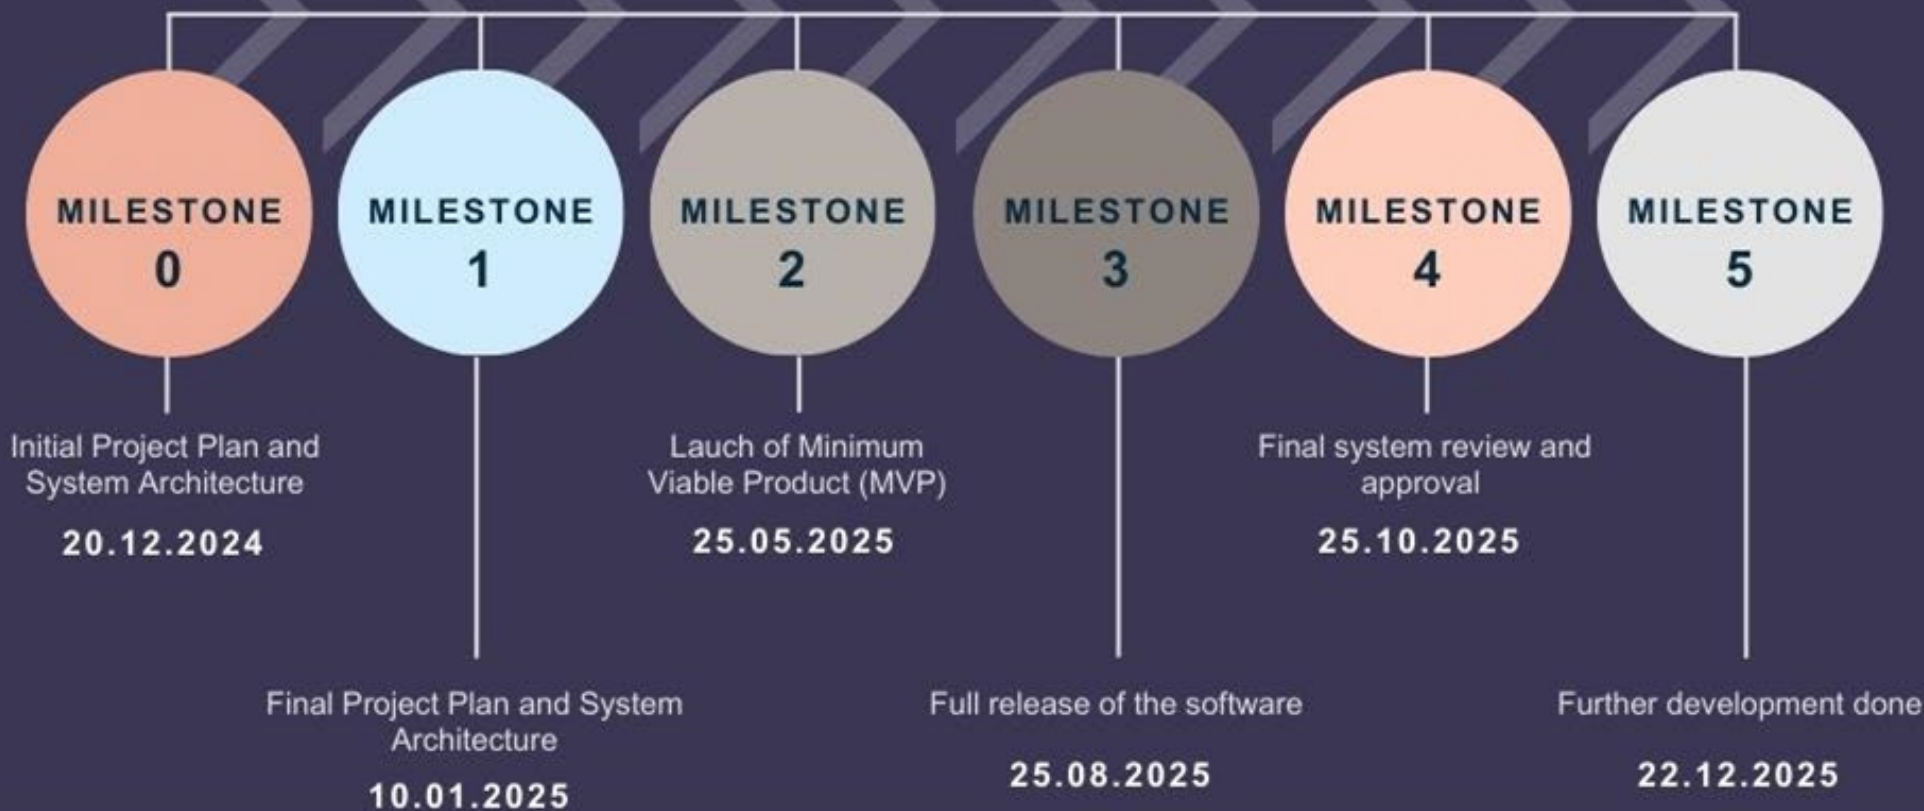 MILESTONE
0
MILESTONE
1
MILESTONE
2
MILESTONE
3
MILESTONE
4
MILESTONE
5
Initial Project Plan and
System Architecture
20.12.2024
Final Project Plan and System
Architecture
10.01.2025
Lauch of Minimum
Viable Product (MVP)
25.05.2025
Full release of the software
25.08.2025
Final system review and
approval
25.10.2025
Further development done
22.12.2025